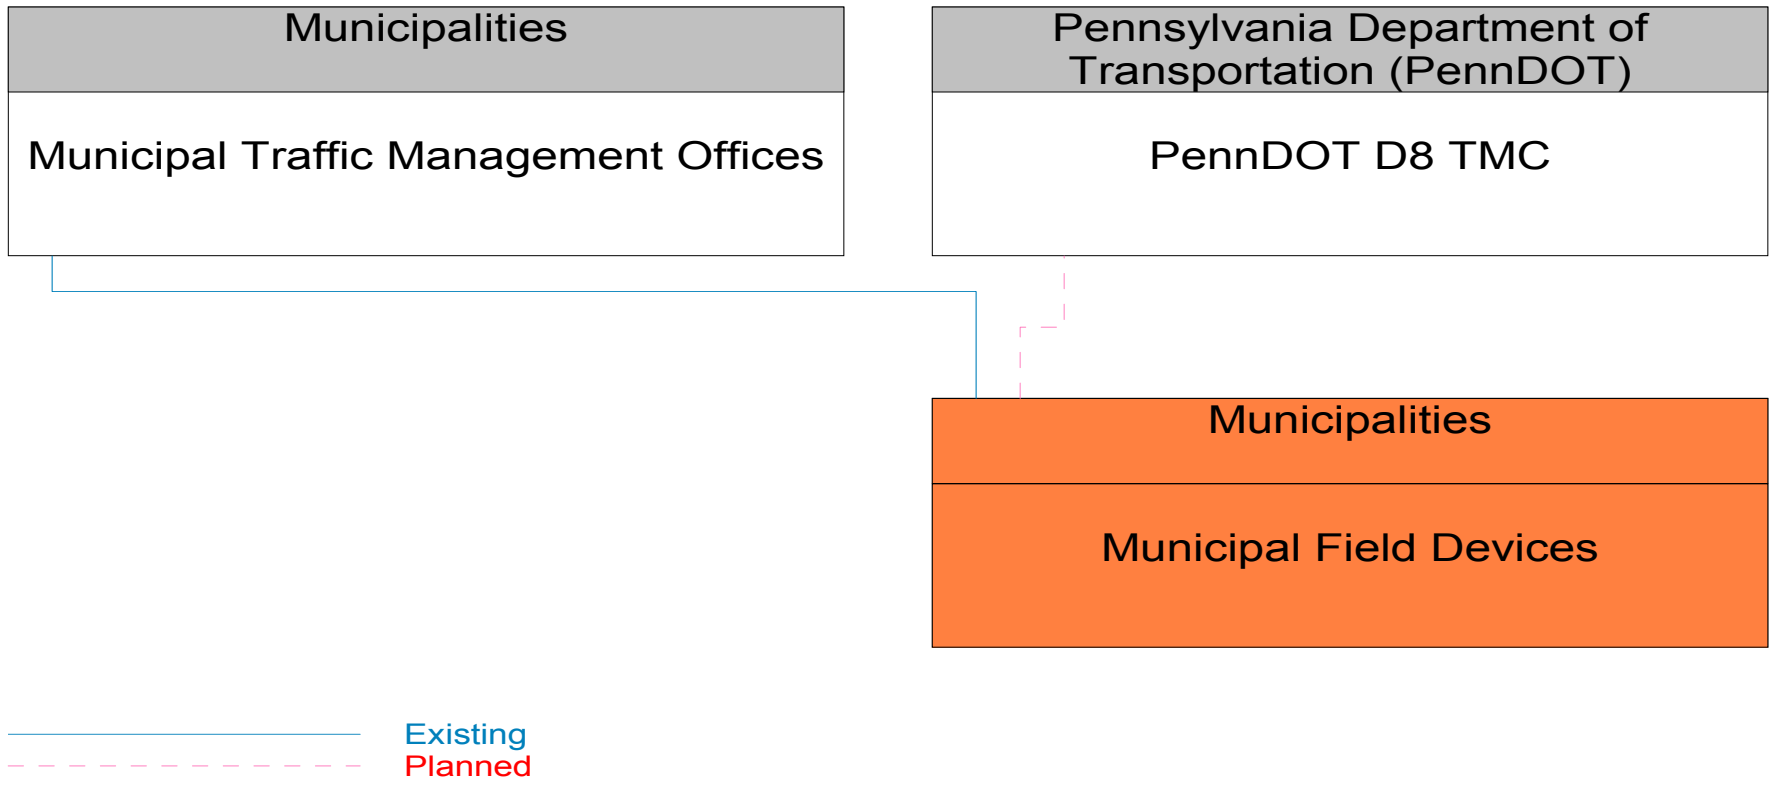 Municipalities
Municipal Traffic Management Offices
Pennsylvania Department of
Transportation (PennDOT)
PennDOT D8 TMC
Municipalities
Municipal Field Devices
Existing
Planned